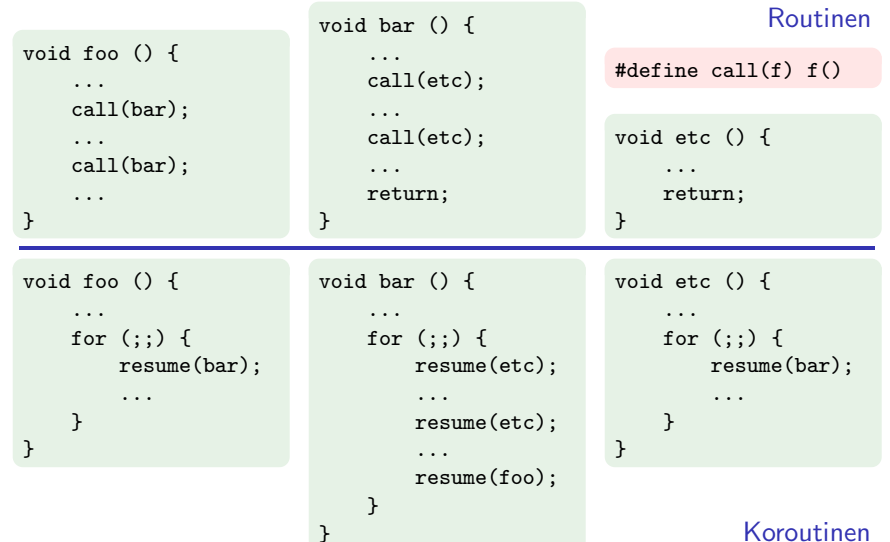 Routinen
void foo () {
    ...
    call(bar);
    ...
    call(bar);
    ...
}
void bar () {
    ...
    call(etc);
    ...
    call(etc);
    ...
    return;
}
#define call(f) f()
void etc () {
    ...
    return;
}
void foo () {
    ...
    for (;;) {
        resume(bar);
        ...
    }
}
void bar () {
    ...
    for (;;) {
        resume(etc);
        ...
        resume(etc);
        ...
        resume(foo);
    }
}
void etc () {
    ...
    for (;;) {
        resume(bar);
        ...
    }
}
Koroutinen